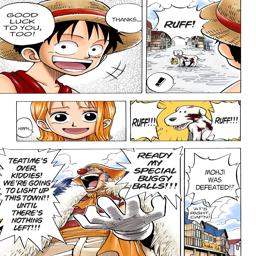 GOOD
LUCK
TO YOU,
TOO!
THANKS...
RUFF!
RUFF!!!
RUFF!!!
TEATIME'S
OVER,
KIDDIES!
WE'RE
GOING TO
LIGHT UP
THIS TOWN!!
UNTIL
THERE'S
NOTHING
LEFT!!!
READY
MY
SPECIAL
BUGGY
BALLS!!!
MOHJI
WAS
DEFEATED!?